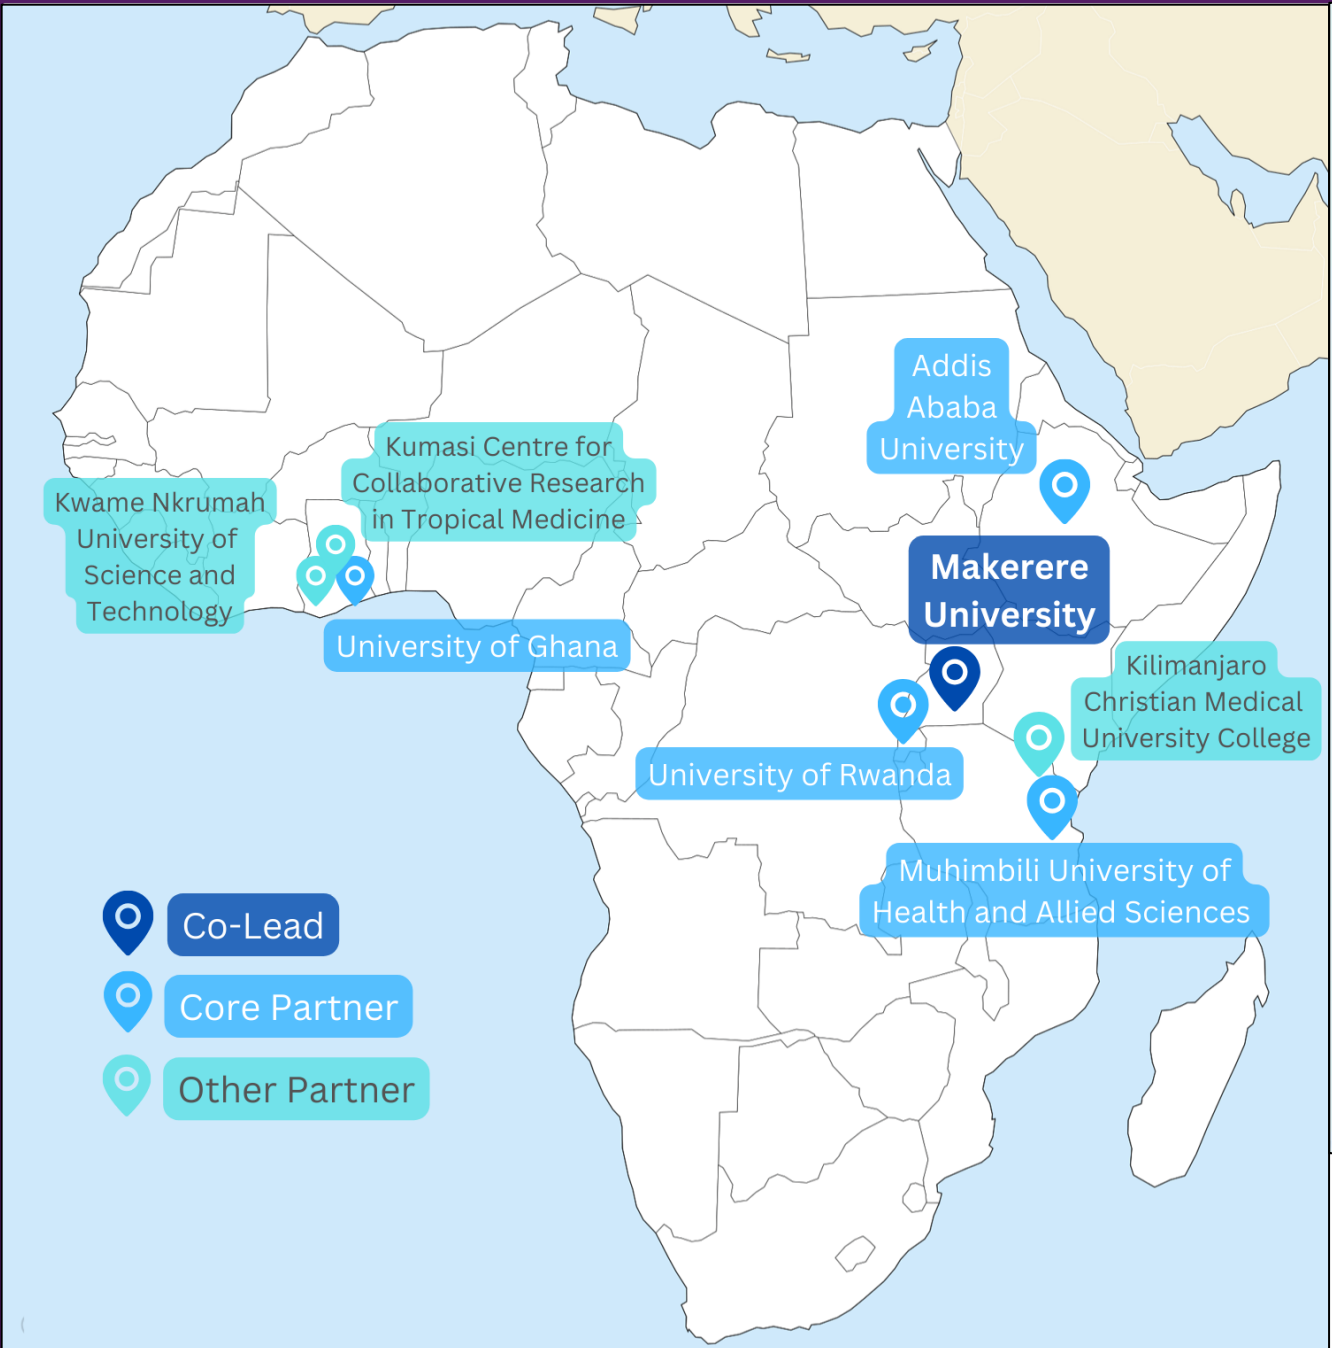 Addis
Ababa
University
Kumasi Centre for
Collaborative Research
in Tropical Medicine
Kwame Nkrumah
University of
Science and
Technology
Makerere
University
University of Ghana
Kilimanjaro
Christian Medical
University College
University of Rwanda
Muhimbili University of
Health and Allied Sciences
Co-Lead
Core Partner
Other Partner